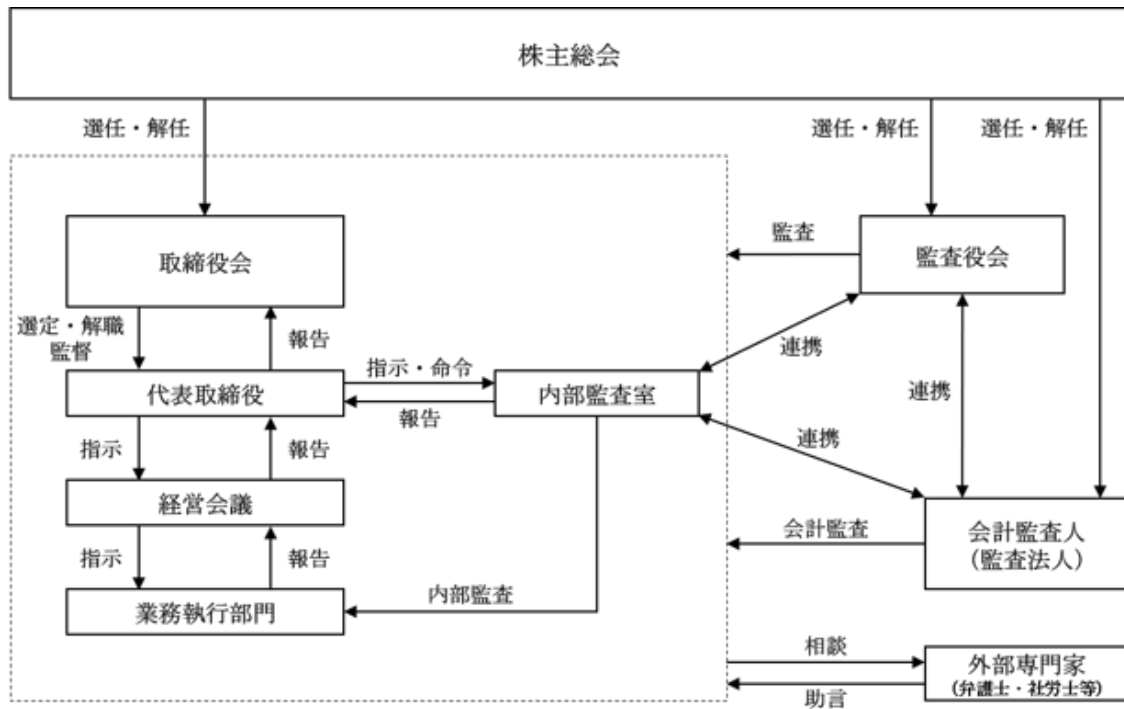 株主総会
選任・解任
選任・解任
選任・解任
取締役会
監査
監査役会
選定・解職
監督
報告
連携
指示・命令
代表取締役
内部監査室
報告
連携
連携
指示
報告
経営会議
会計監査
会計監査人
（監査法人）
指示
報告
内部監査
業務執行部門
相談
外部専門家
（弁護士・社労士等）
助言